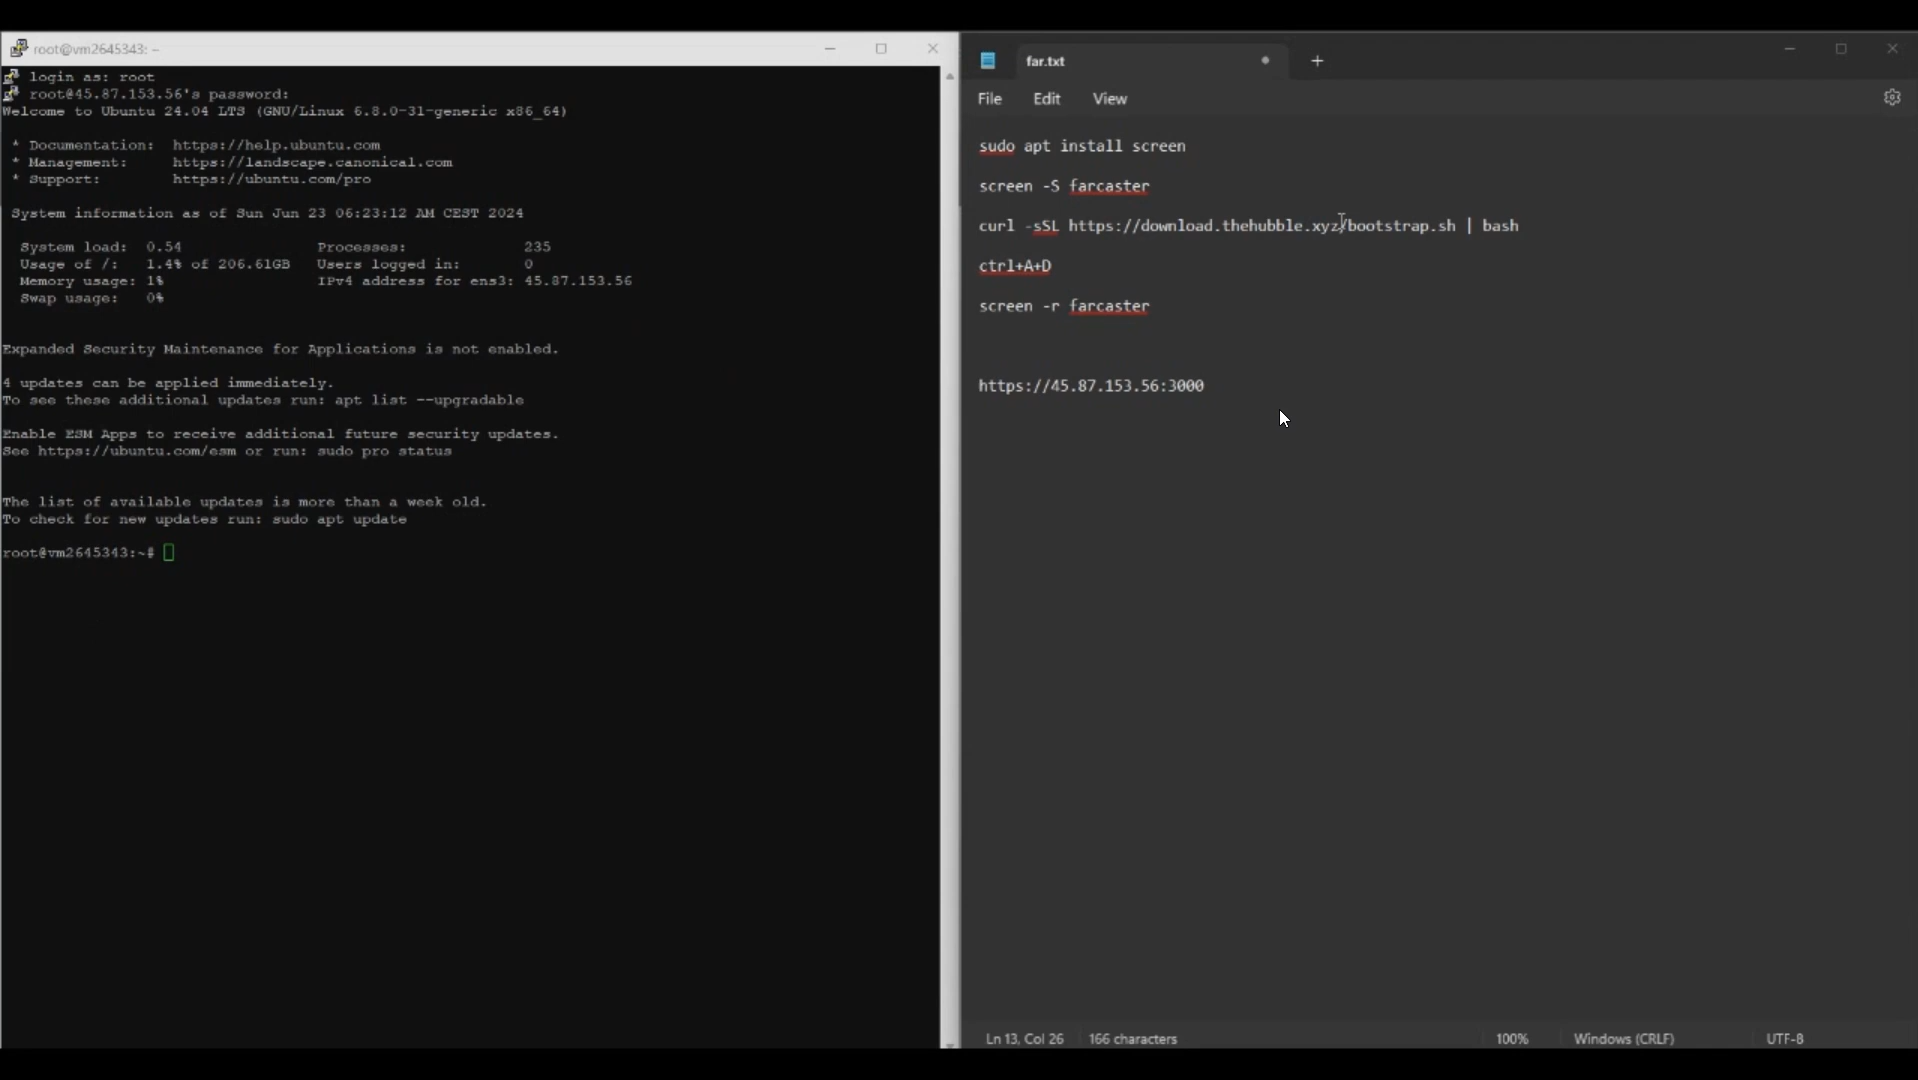 root@vm2645343: ~
login as: root
root@45.87.153.56's password:
Welcome to Ubuntu 24.04 LTS (GNU/Linux 6.8.0-31-generic x86_64)
* Documentation: https://help.ubuntu.com
* Management: https://landscape.canonical.com
* Support: https://ubuntu.com/pro
System information as of Sun Jun 23 06:23:12 AM CEST 2024
System load: 0.54 Processes: 235
Usage of /: 1.4% of 206.61GB Users logged in: 0
Memory usage: 1% IPv4 address for ens3: 45.87.153.56
Swap usage: 0%
Expanded Security Maintenance for Applications is not enabled.
4 updates can be applied immediately.
To see these additional updates run: apt list --upgradable
Enable ESM Apps to receive additional future security updates.
See https://ubuntu.com/esm or run: sudo pro status
The list of available updates is more than a week old.
To check for new updates run: sudo apt update
root@vm2645343:~#
far.txt
File Edit View
sudo apt install screen
screen -S farcaster
curl -sSL https://download.thehubble.xyz/bootstrap.sh | bash
ctrl+A+D
screen -r farcaster
https://45.87.153.56:3000
Ln 13, Col 26 166 characters 100% Windows (CRLF) UTF-8